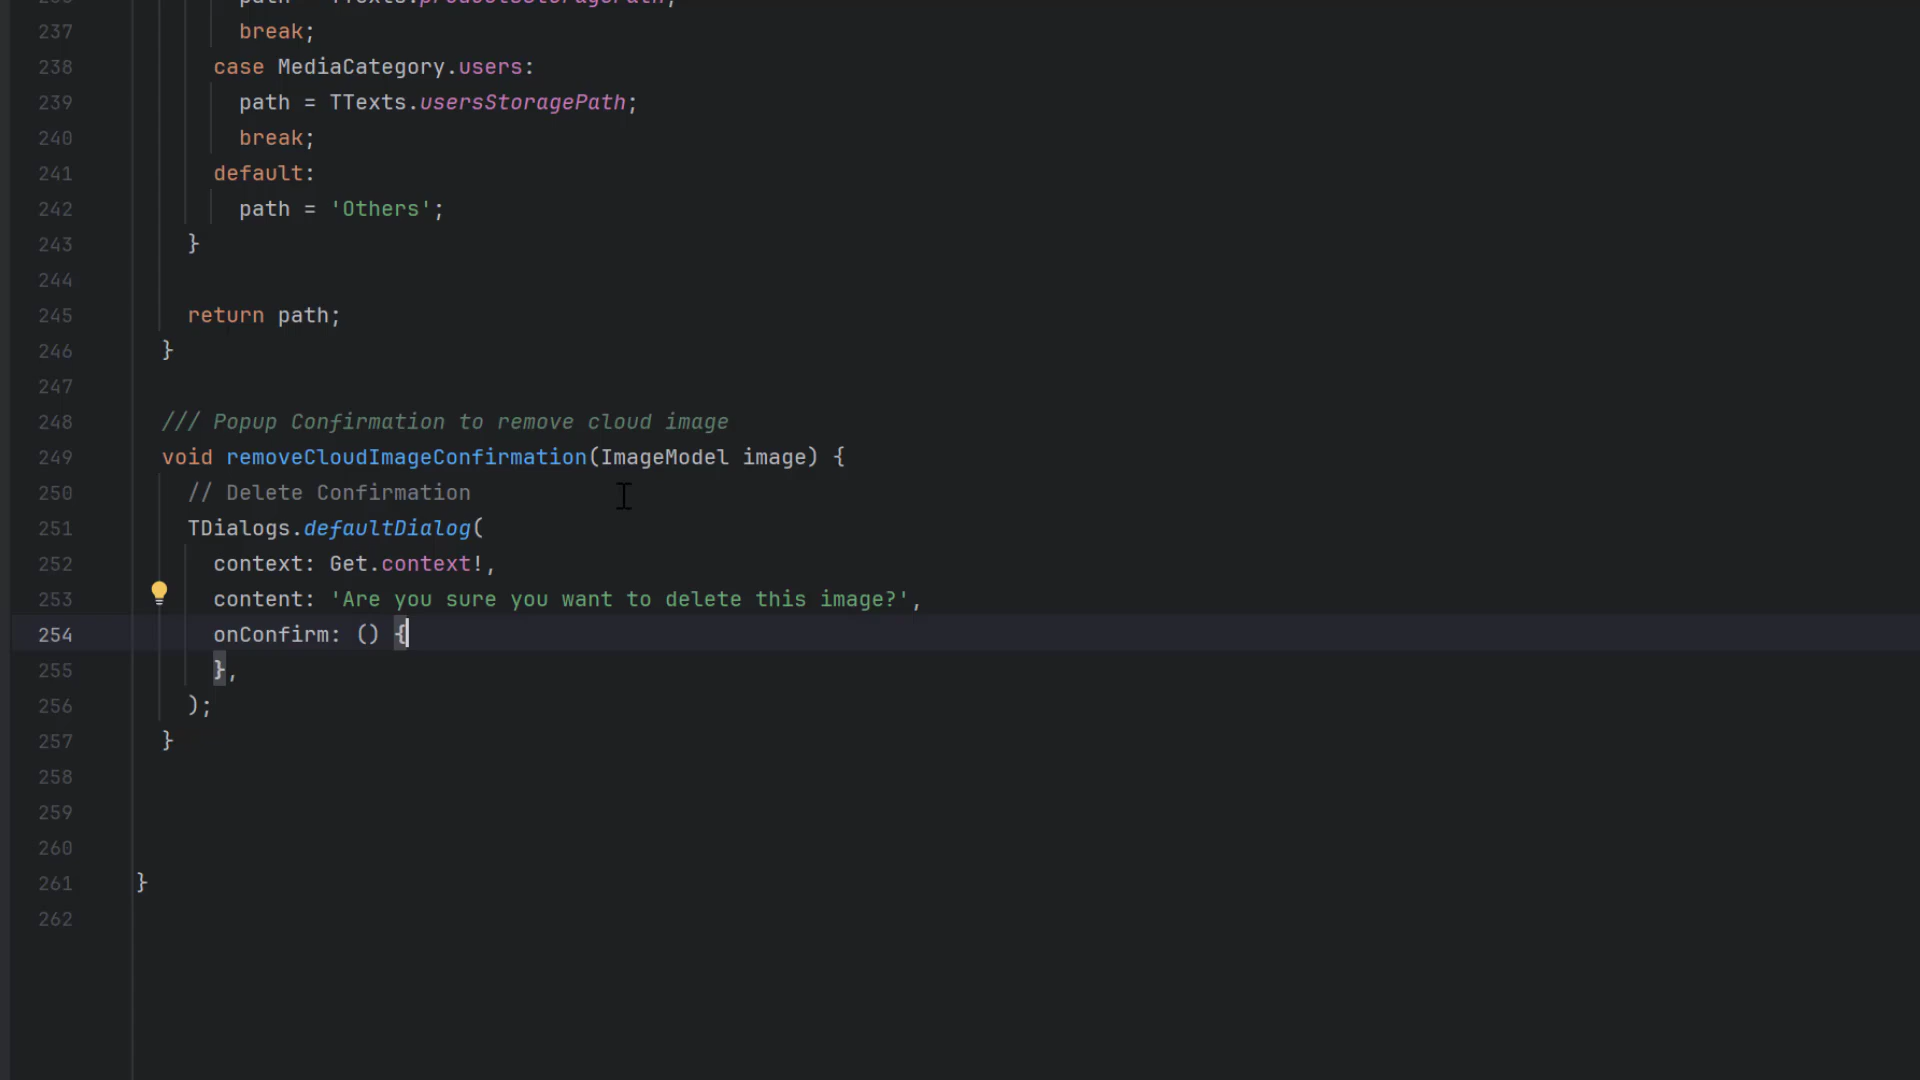 237 break;
238 case MediaCategory.users:
239 path = TTexts.usersStoragePath;
240 break;
241 default:
242 path = 'Others';
243 }
244
245 return path;
246 }
247
248 /// Popup Confirmation to remove cloud image
249 void removeCloudImageConfirmation(ImageModel image) {
250 // Delete Confirmation
251 TDialogs.defaultDialog(
252 context: Get.context!,
253 content: 'Are you sure you want to delete this image?',
254 onConfirm: () {
255 },
256 );
257 }
258
259
260
261 }
262